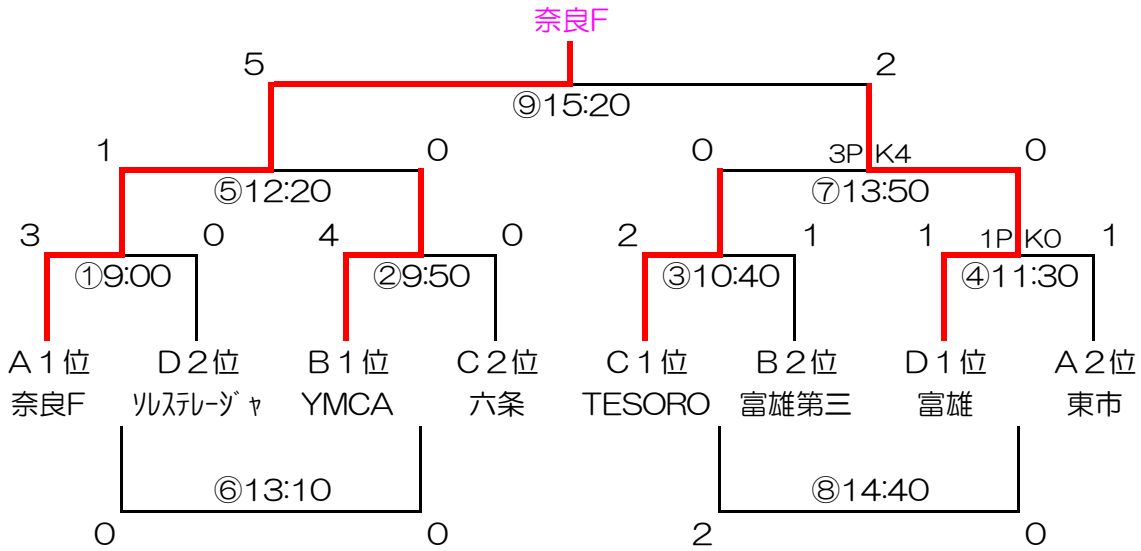 奈良F
5 2
⑨15:20
1 0 0 3P K4 0
⑤12:20 ⑦13:50
3 0 4 0 2 1 1 1P K0 1
①9:00 ②9:50 ③10:40 ④11:30
A1位 D2位 B1位 C2位 C1位 B2位 D1位 A2位
奈良F ソレステレージャ YMCA 六条 TESORO 富雄第三 富雄 東市
⑥13:10 ⑧14:40
0 0 2 0